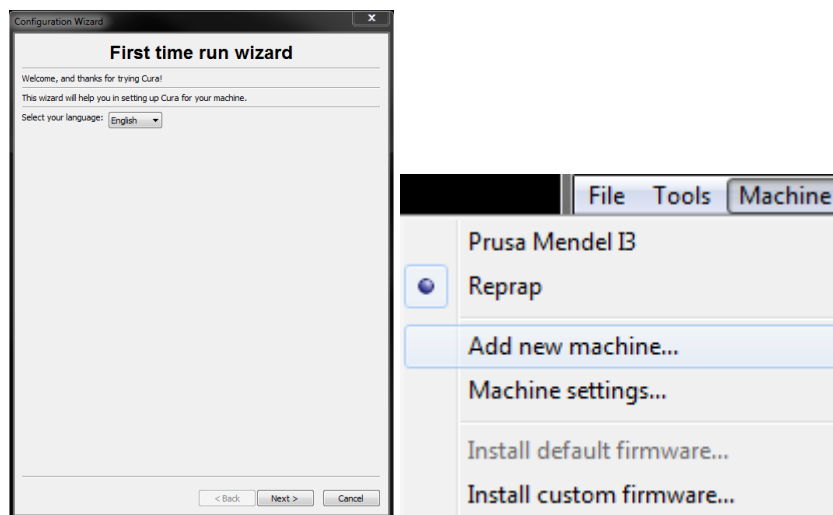 Configuration Wizard
x
First time run wizard
Welcome, and thanks for trying Cura!
This wizard will help you in setting up Cura for your machine.
Select your language: English
< Back Next > Cancel
File Tools Machine
Prusa Mendel I3
Reprap
Add new machine...
Machine settings...
Install default firmware...
Install custom firmware...